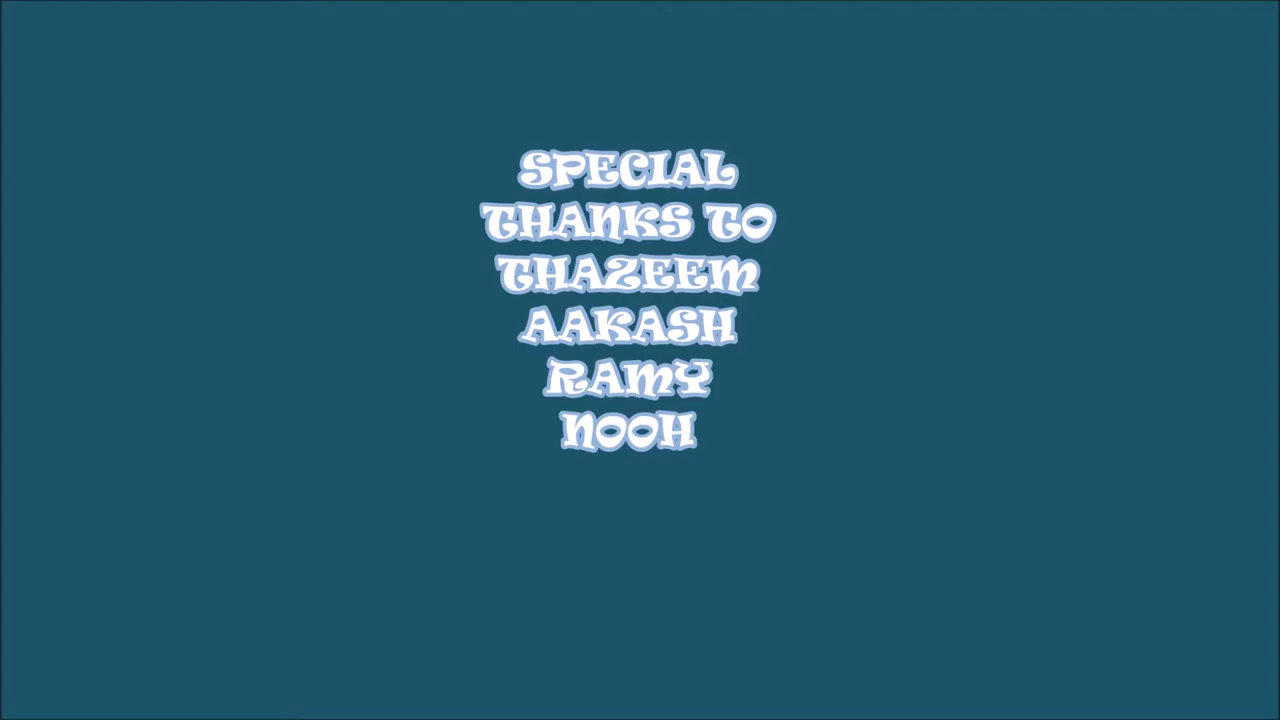 SPECIAL
THANKS TO
THAZEEM
AAKASH
RAMY
NOOH